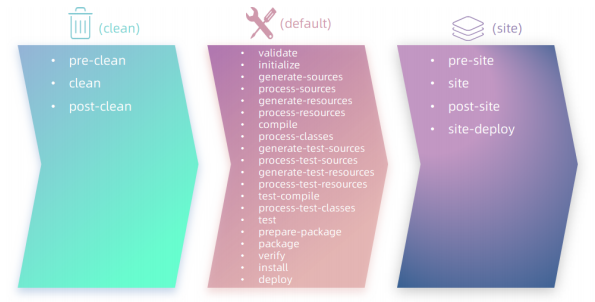 (clean)
• pre-clean
• clean
• post-clean
(default)
• validate
• initialize
• generate-sources
• process-sources
• generate-resources
• process-resources
• compile
• process-classes
• generate-test-sources
• process-test-sources
• generate-test-resources
• process-test-resources
• test-compile
• process-test-classes
• test
• prepare-package
• package
• verify
• install
• deploy
(site)
• pre-site
• site
• post-site
• site-deploy